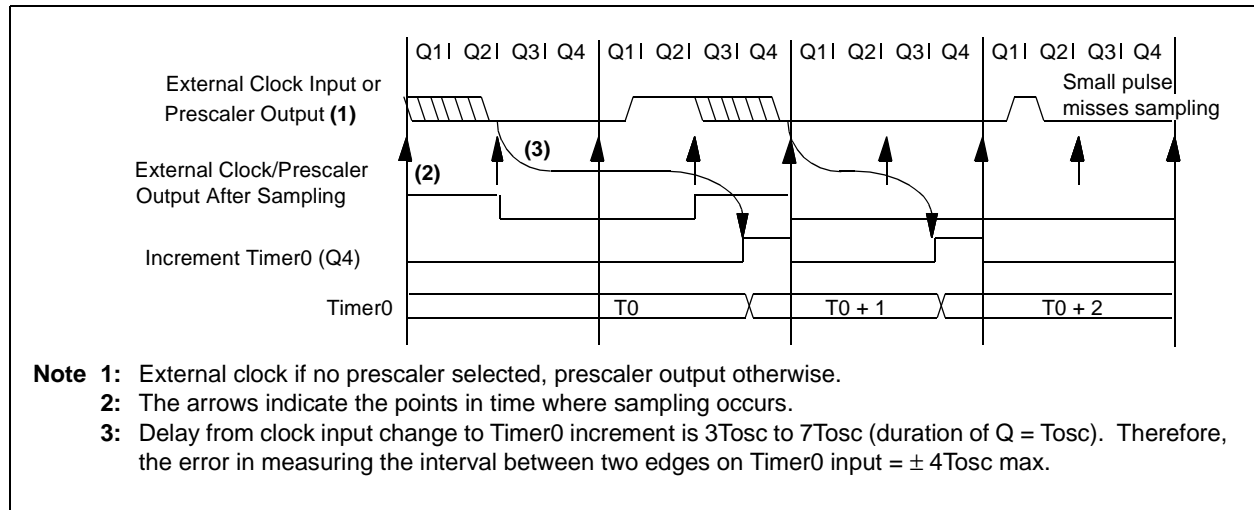 Q1| Q2| Q3| Q4 Q1| Q2| Q3| Q4 Q1| Q2| Q3| Q4 Q1| Q2| Q3| Q4
External Clock Input or
Prescaler Output (1)
Small pulse
misses sampling
(3)
External Clock/Prescaler
Output After Sampling
(2)
Increment Timer0 (Q4)
Timer0 T0 T0 + 1 T0 + 2
Note 1: External clock if no prescaler selected, prescaler output otherwise.
2: The arrows indicate the points in time where sampling occurs.
3: Delay from clock input change to Timer0 increment is 3Tosc to 7Tosc (duration of Q = Tosc). Therefore,
the error in measuring the interval between two edges on Timer0 input = ± 4Tosc max.